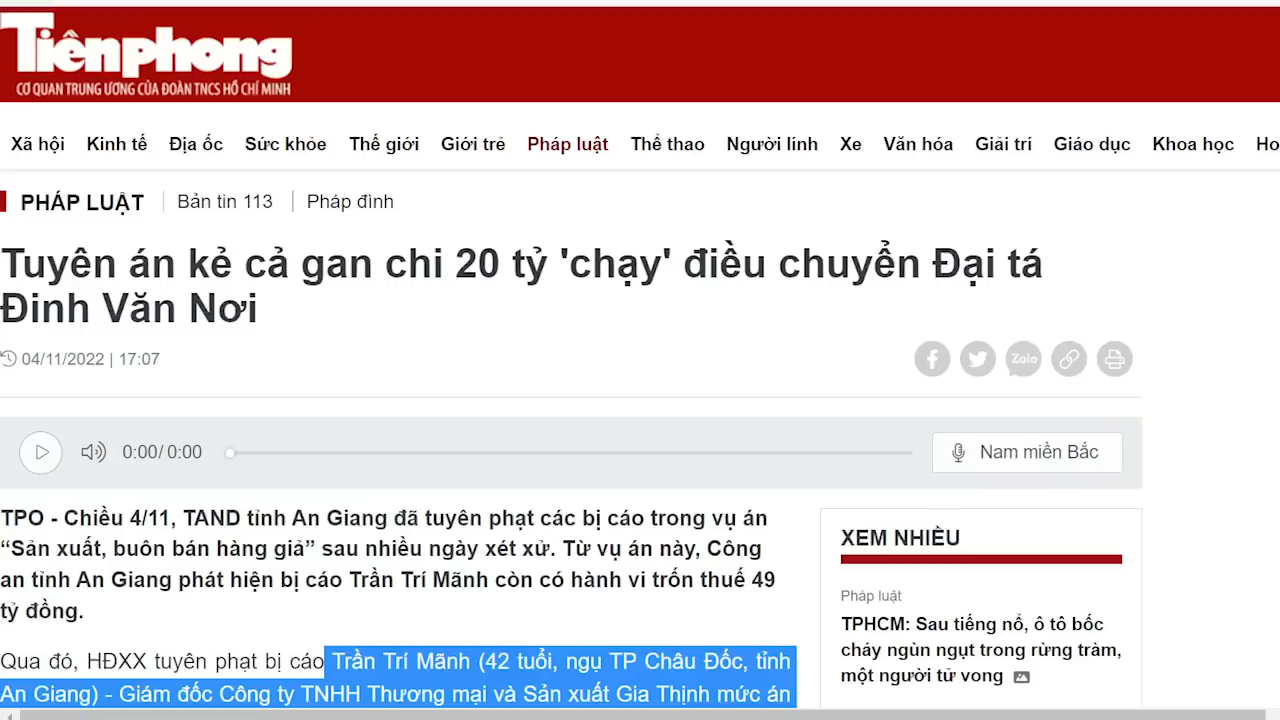 Tiền phong
CƠ QUAN TRUNG ƯƠNG CỦA ĐOÀN TNCS HỒ CHÍ MINH
Xã hội Kinh tế Địa ốc Sức khỏe Thế giới Giới trẻ Pháp luật Thể thao Người lính Xe Văn hóa Giải trí Giáo dục Khoa học Ho
PHÁP LUẬT Bản tin 113 Pháp đình
Tuyên án kẻ cả gan chi 20 tỷ 'chạy' điều chuyển Đại tá
Đinh Văn Nơi
04/11/2022 | 17:07
Zalo
0:00/ 0:00 Nam miền Bắc
TPO - Chiều 4/11, TAND tỉnh An Giang đã tuyên phạt các bị cáo trong vụ án
“Sản xuất, buôn bán hàng giả” sau nhiều ngày xét xử. Từ vụ án này, Công
an tỉnh An Giang phát hiện bị cáo Trần Trí Mãnh còn có hành vi trốn thuế 49
tỷ đồng.
Qua đó, HĐXX tuyên phạt bị cáo Trần Trí Mãnh (42 tuổi, ngụ TP Châu Đốc, tỉnh
An Giang) - Giám đốc Công ty TNHH Thương mại và Sản xuất Gia Thịnh mức án
XEM NHIỀU
Pháp luật
TPHCM: Sau tiếng nổ, ô tô bốc
cháy ngùn ngụt trong rừng tràm,
một người tử vong